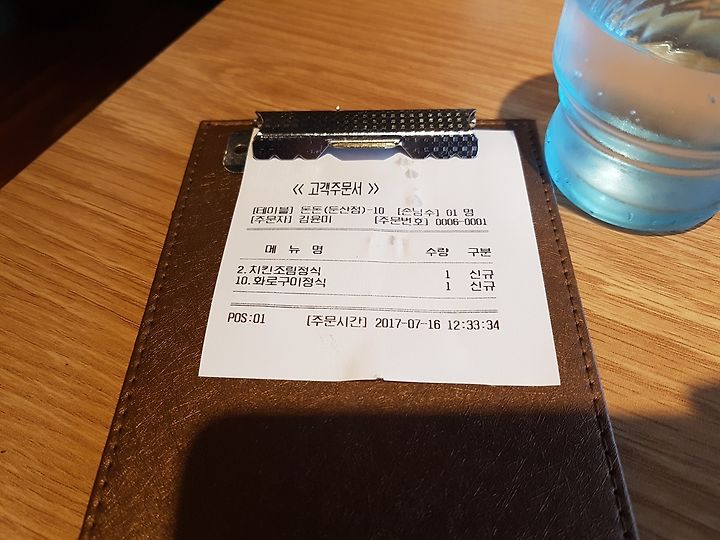 ≪ 고객주문서 ≫
[테이블] 돈돈(둔산점)-10 [손님수] 01 명
[주문자] 김윤미 [주문번호] 0006-0001
메 뉴 명 수량 구분
2.치킨조림정식 1 신규
10.화로구이정식 1 신규
POS:01 [주문시간] 2017-07-16 12:33:34